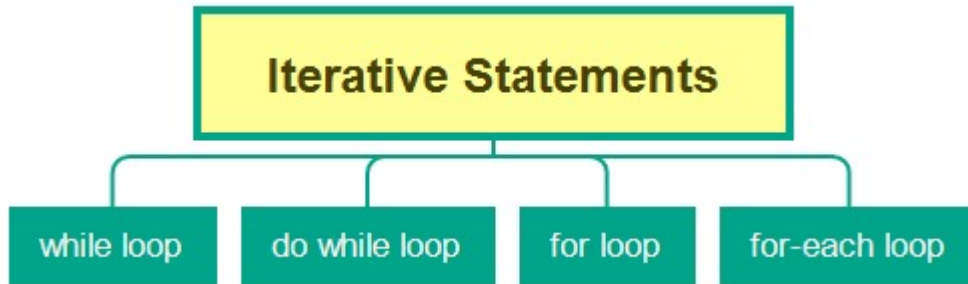 Iterative Statements
while loop
do while loop
for loop
for-each loop